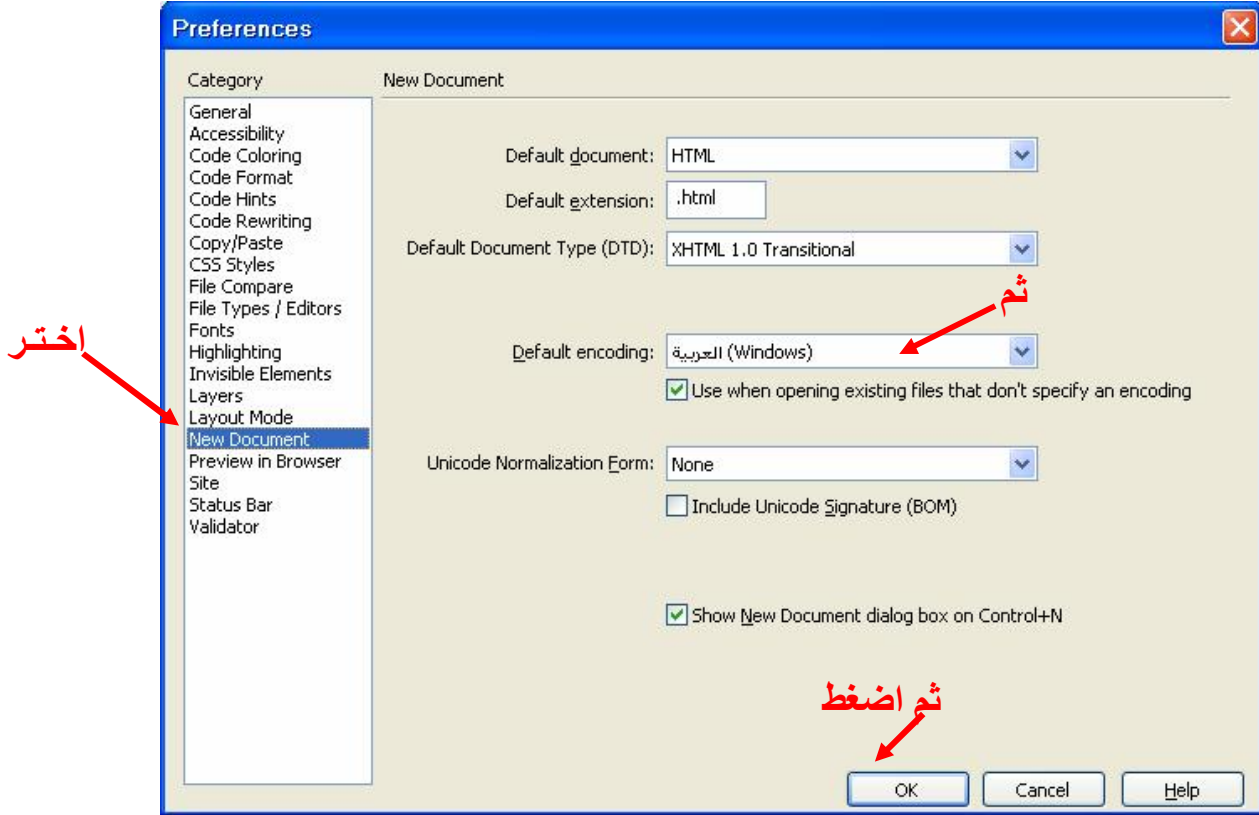 Preferences
Category
General
Accessibility
Code Coloring
Code Format
Code Hints
Code Rewriting
Copy/Paste
CSS Styles
File Compare
File Types / Editors
Fonts
Highlighting
Invisible Elements
Layers
Layout Mode
New Document
Preview in Browser
Site
Status Bar
Validator
اختر
New Document
Default document: HTML
Default extension: .html
Default Document Type (DTD): XHTML 1.0 Transitional
ثم
Default encoding: العربية (Windows)
Use when opening existing files that don't specify an encoding
Unicode Normalization Form: None
Include Unicode Signature (BOM)
Show New Document dialog box on Control+N
ثم اضغط
OK Cancel Help